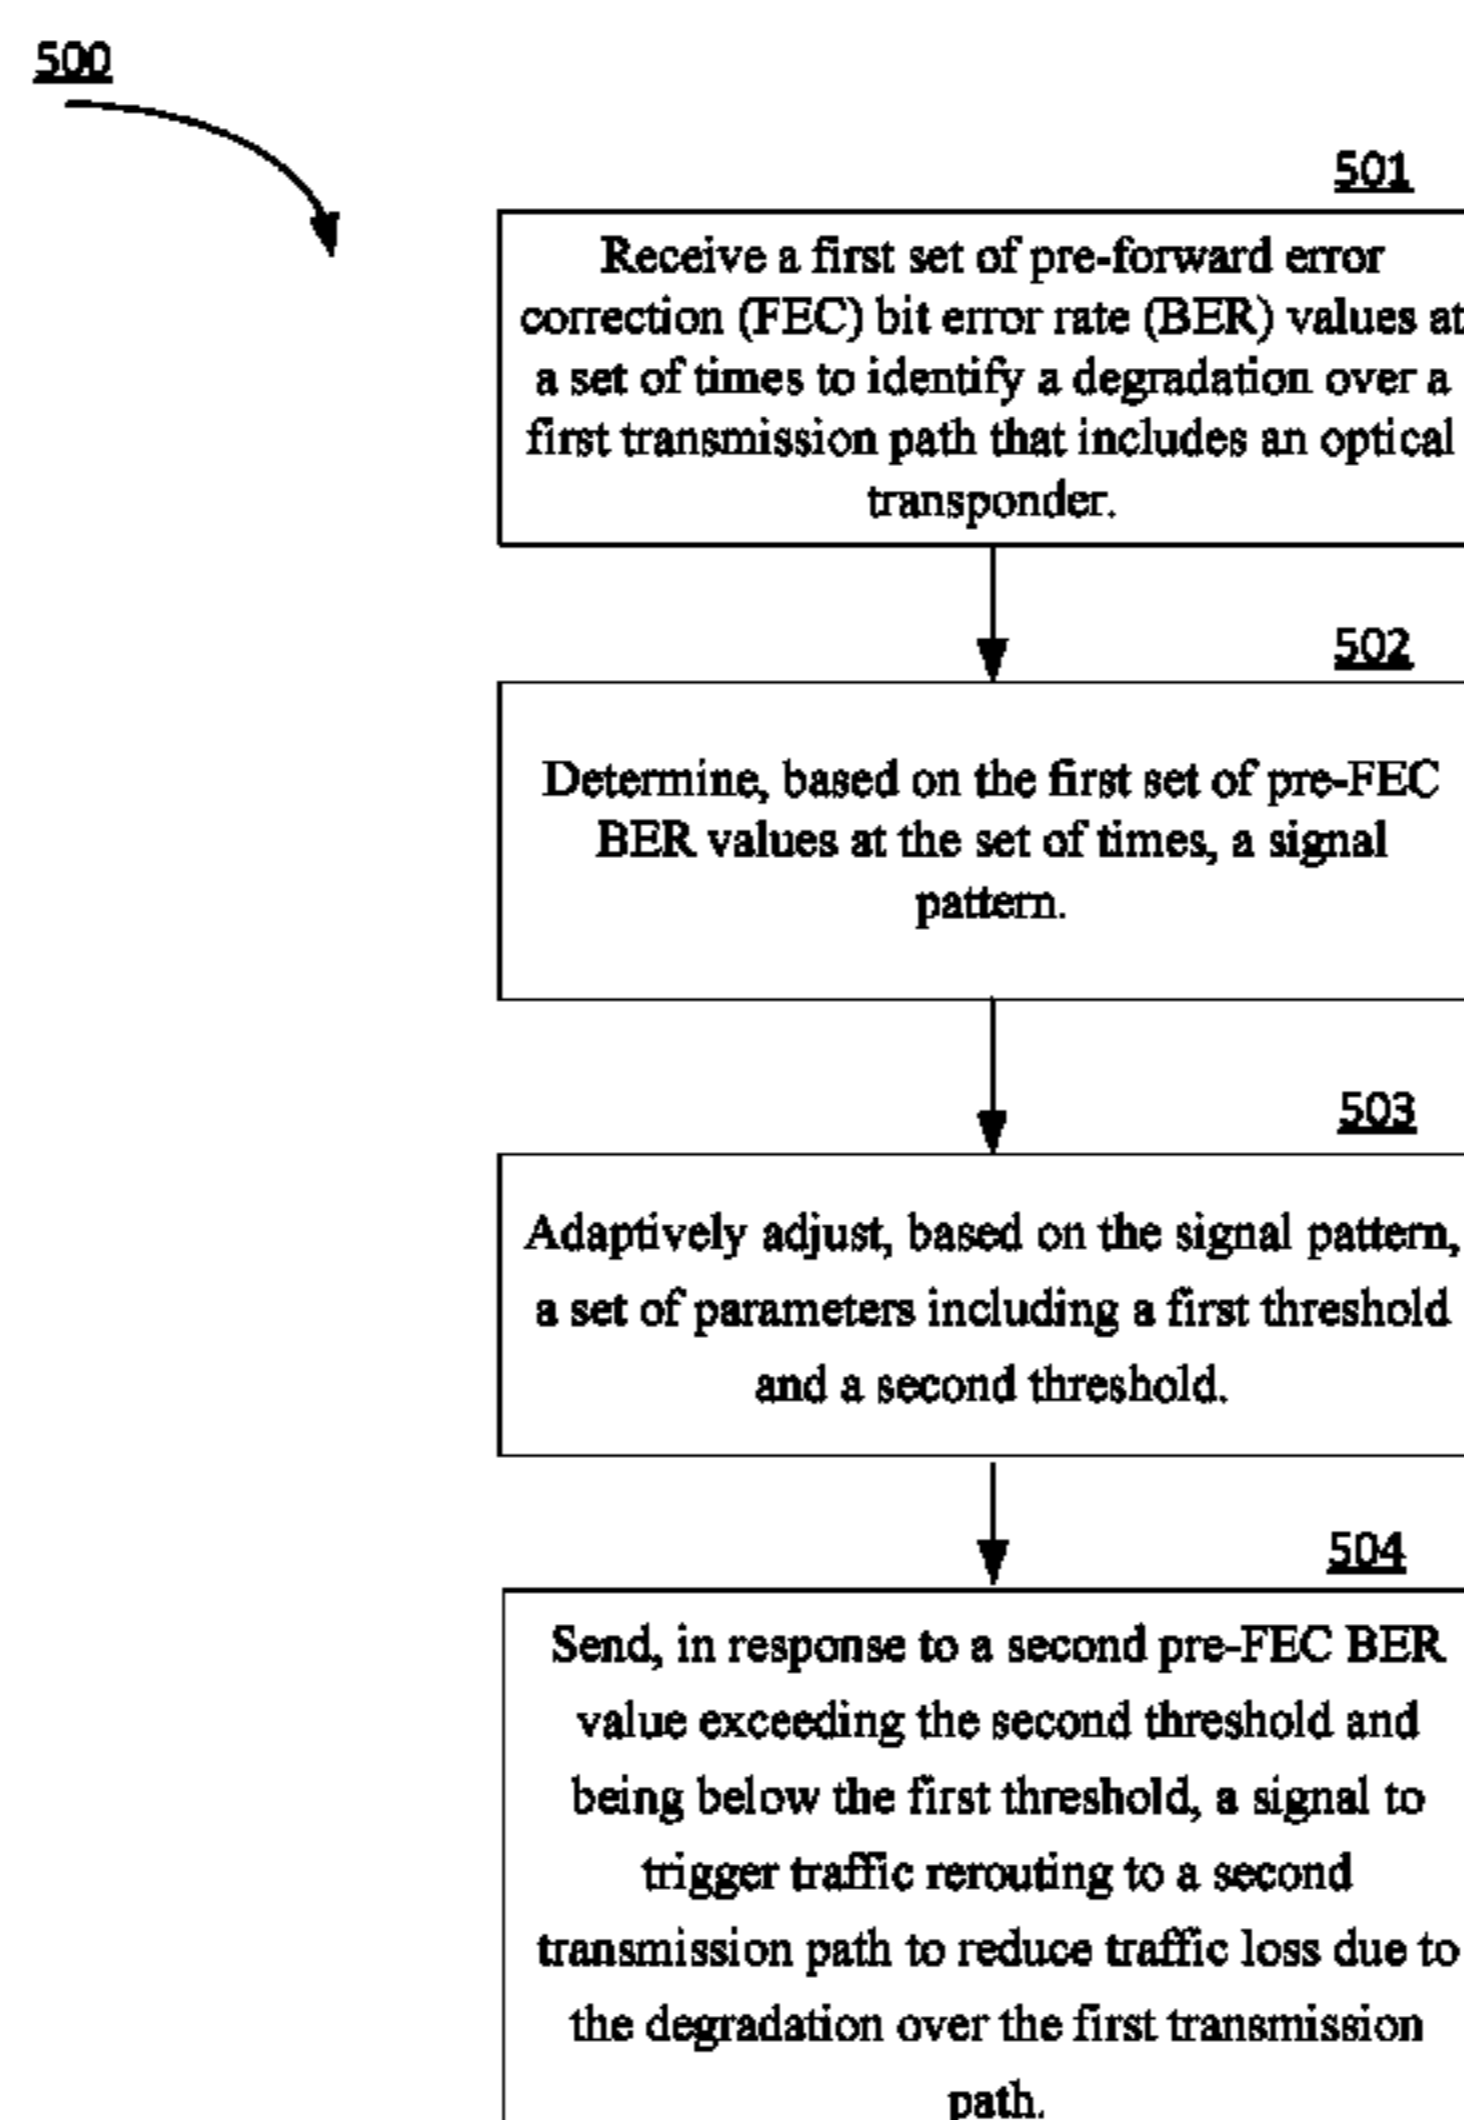 500
501
Receive a first set of pre-forward error
correction (FEC) bit error rate (BER) values at
a set of times to identify a degradation over a
first transmission path that includes an optical
transponder.
502
Determine, based on the first set of pre-FEC
BER values at the set of times, a signal
pattern.
503
Adaptively adjust, based on the signal pattern,
a set of parameters including a first threshold
and a second threshold.
504
Send, in response to a second pre-FEC BER
value exceeding the second threshold and
being below the first threshold, a signal to
trigger traffic rerouting to a second
transmission path to reduce traffic loss due to
the degradation over the first transmission
path.